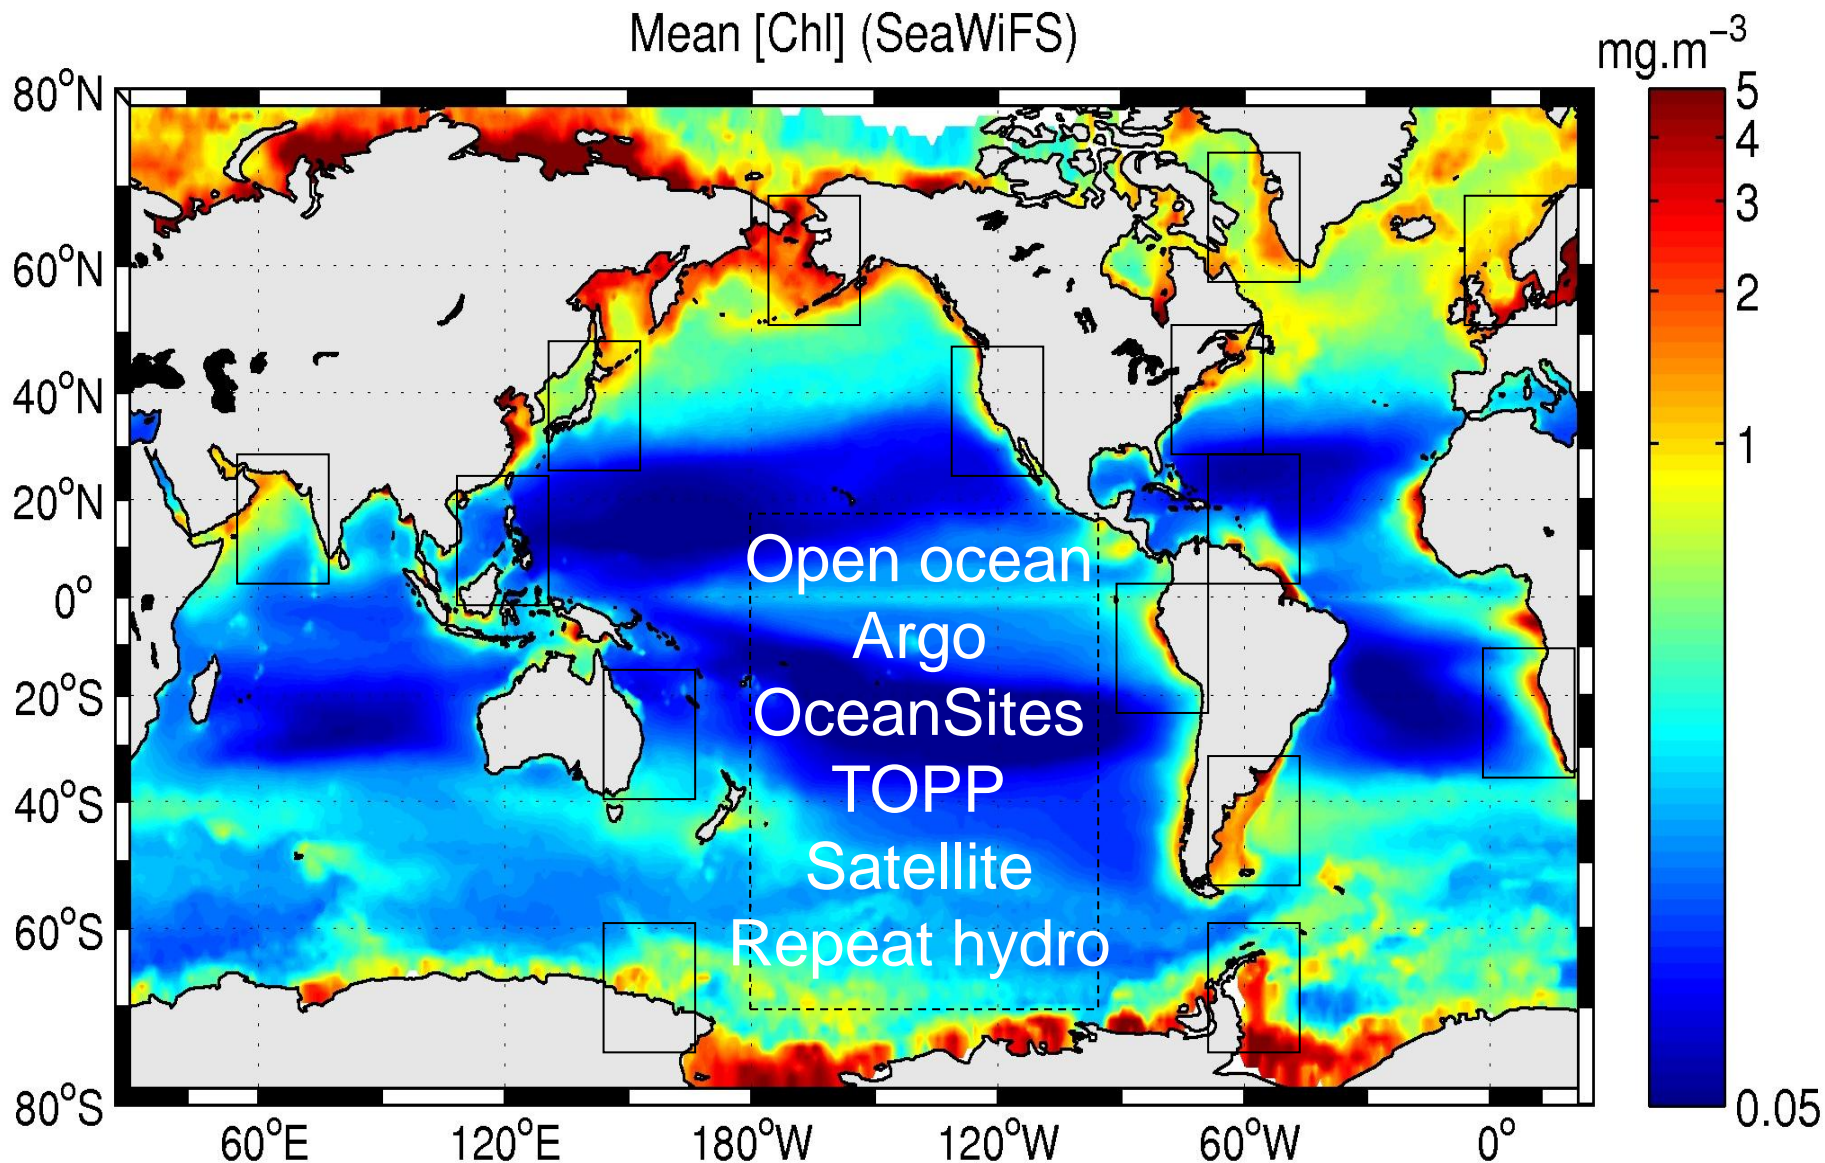 Mean [Chl] (SeaWiFS)
mg.m⁻³
80°N
60°N
40°N
20°N
0°
20°S
40°S
60°S
80°S
Open ocean
Argo
OceanSites
TOPP
Satellite
Repeat hydro
5
4
3
2
1
0.05
60°E
120°E
180°W
120°W
60°W
0°